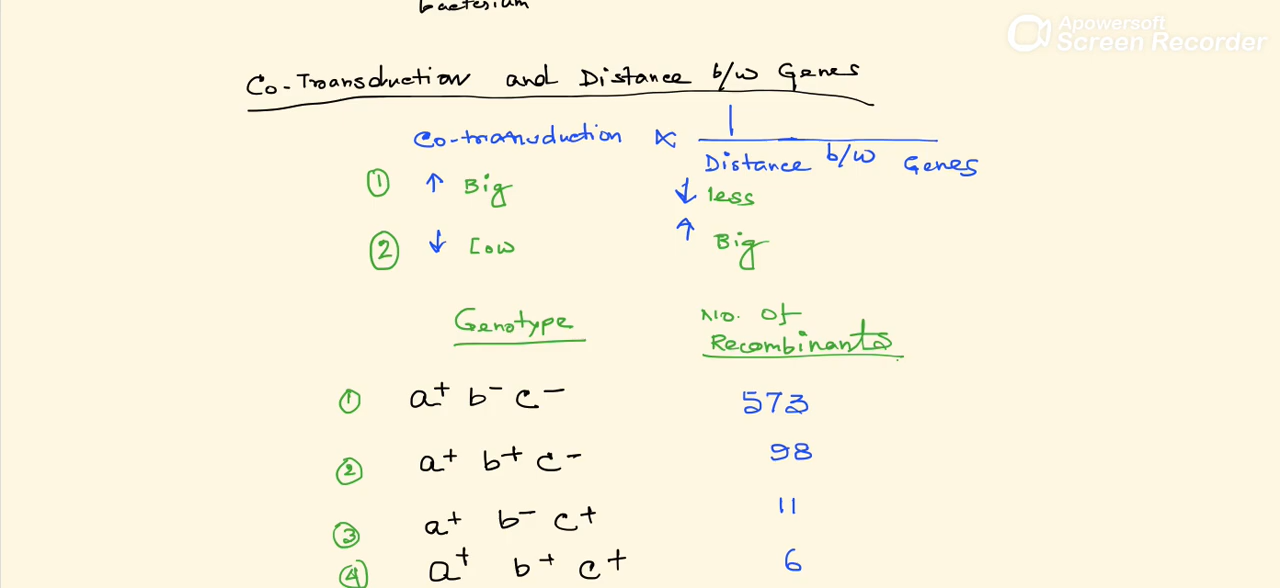 bacterium
Apowersoft
Screen Recorder
Co-Transduction and Distance b/w Genes
Co-transduction ∝ 1
Distance b/w Genes
① ↑ Big ↓ less
② ↓ Low ↑ Big
Genotype No. of
Recombinants
① a+ b- c- 573
② a+ b+ c- 98
③ a+ b- c+ 11
④ a+ b+ c+ 6